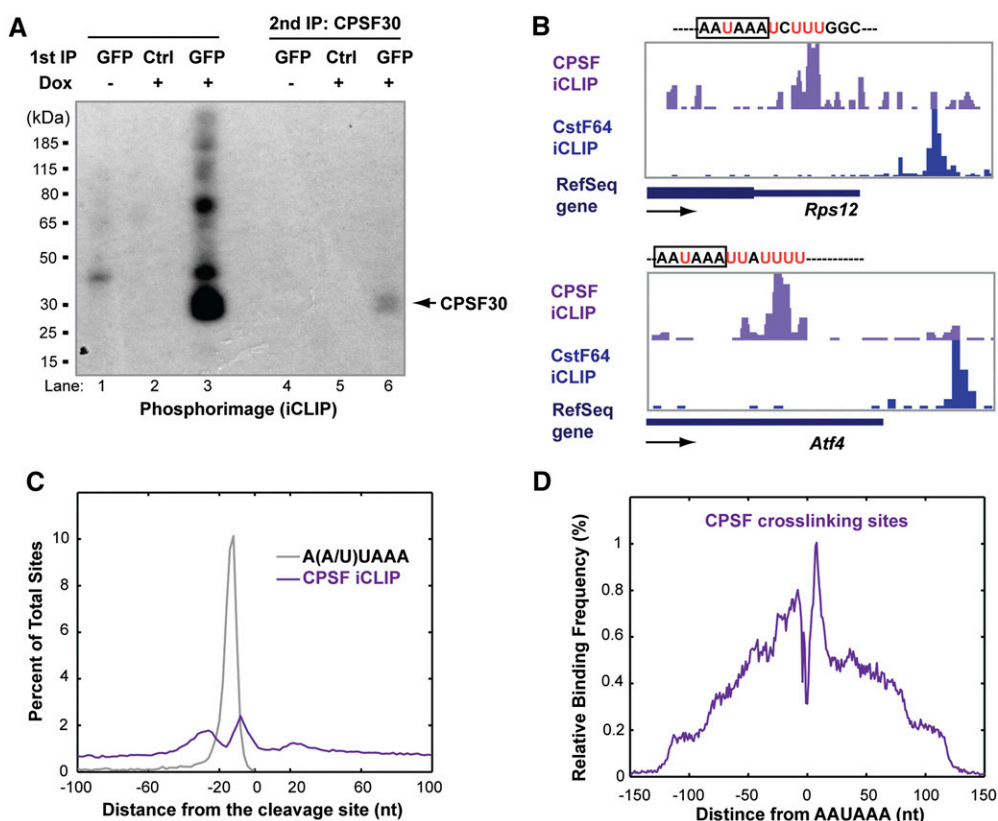 A
2nd IP: CPSF30
1st IP GFP Ctrl GFP GFP Ctrl GFP
Dox - + + - + +
(kDa)
185
115
80
65
50
30
25
15
CPSF30
Lane: 1 2 3 4 5 6
Phosphorimage (iCLIP)
B
-----AAUAAAUCUUUGGC---
CPSF
iCLIP
CstF64
iCLIP
RefSeq
gene
Rps12
--AAUAAAUUAUUUU-----------
CPSF
iCLIP
CstF64
iCLIP
RefSeq
gene
Atf4
C
Percent of Total Sites
10
8
6
4
2
0
A(A/U)UAAA
CPSF iCLIP
-100 -60 -20 0 20 60 100
Distance from the cleavage site (nt)
D
Relative Binding Frequency (%)
CPSF crosslinking sites
1
0.8
0.6
0.4
0.2
0
-150 -100 -50 0 50 100 150
Distince from AAUAAA (nt)